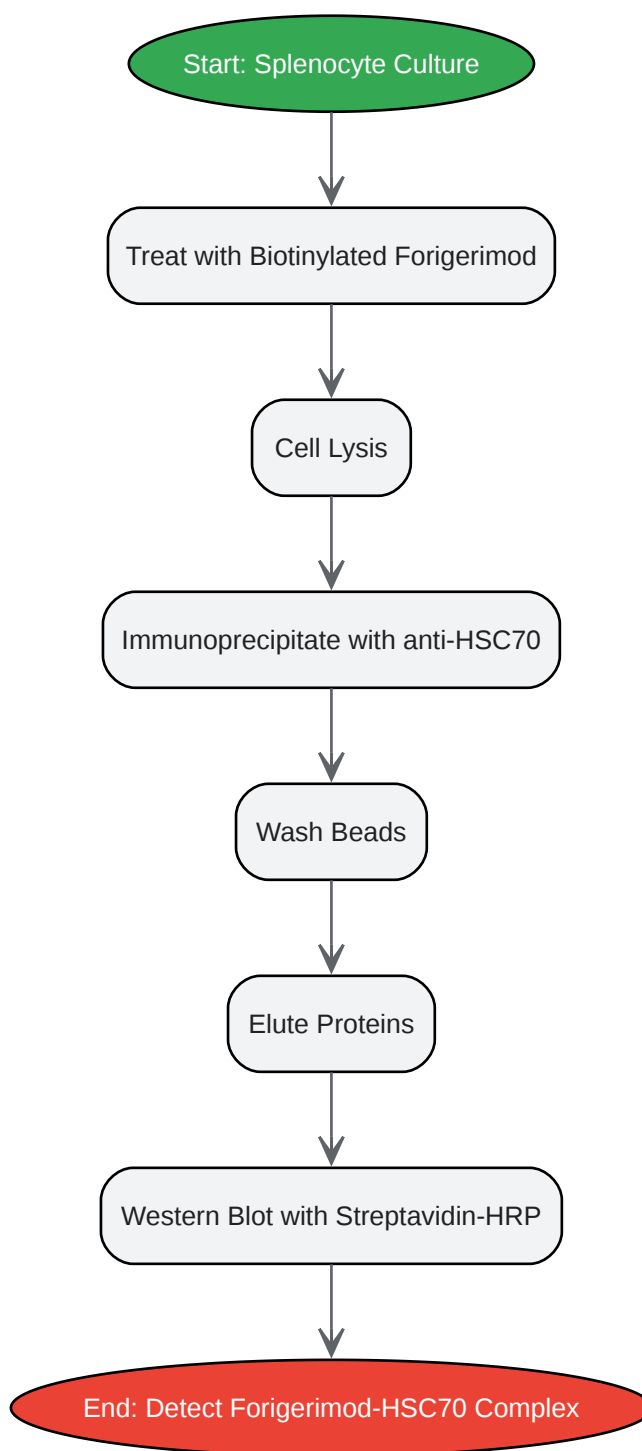 Start: Splenocyte Culture
Treat with Biotinylated Forigerimod
Cell Lysis
Immunoprecipitate with anti-HSC70
Wash Beads
Elute Proteins
Western Blot with Streptavidin-HRP
End: Detect Forigerimod-HSC70 Complex